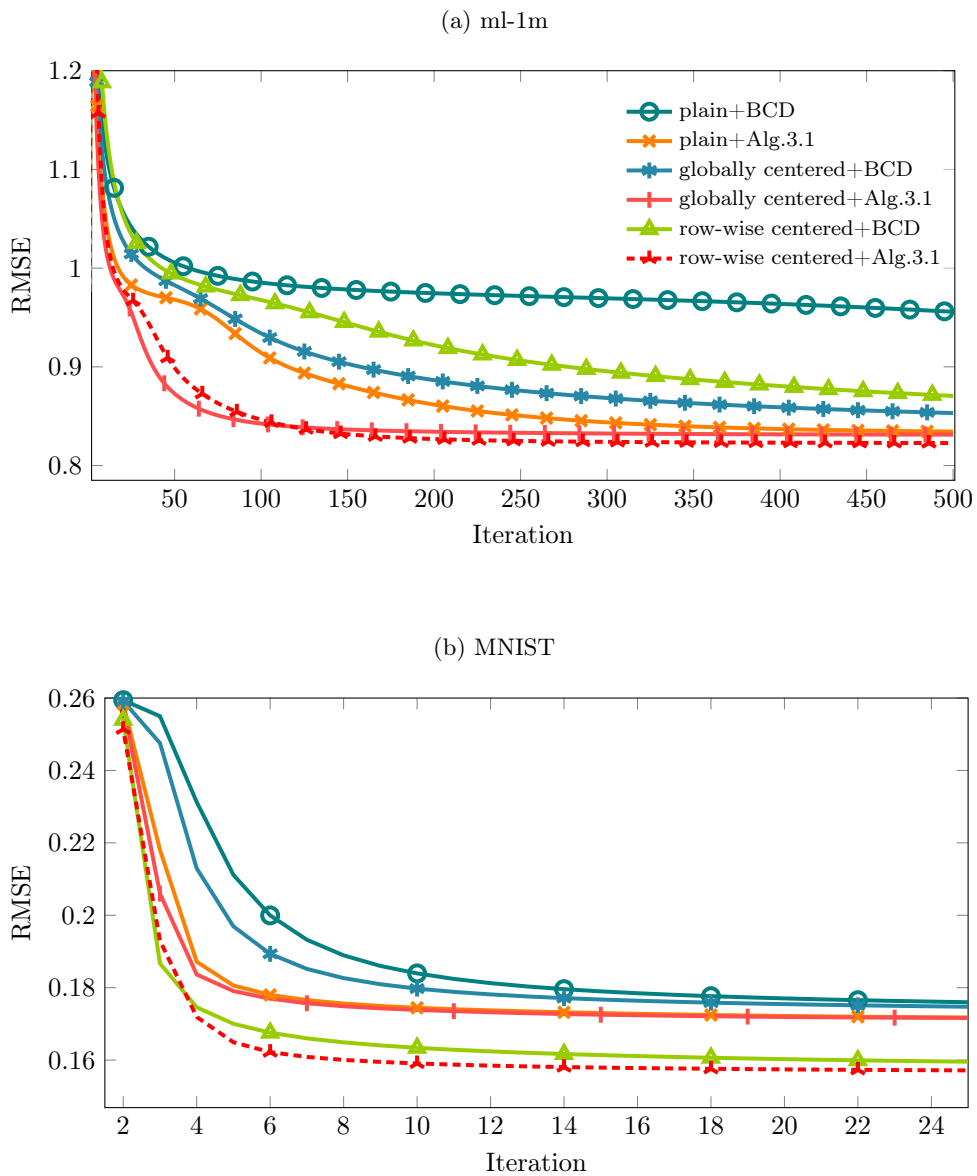 (a) ml-1m
1.2
1.1
1
0.9
0.8
RMSE
plain+BCD
plain+Alg.3.1
globally centered+BCD
globally centered+Alg.3.1
row-wise centered+BCD
row-wise centered+Alg.3.1
50 100 150 200 250 300 350 400 450 500
Iteration
(b) MNIST
0.26
0.24
0.22
0.2
0.18
0.16
RMSE
2 4 6 8 10 12 14 16 18 20 22 24
Iteration